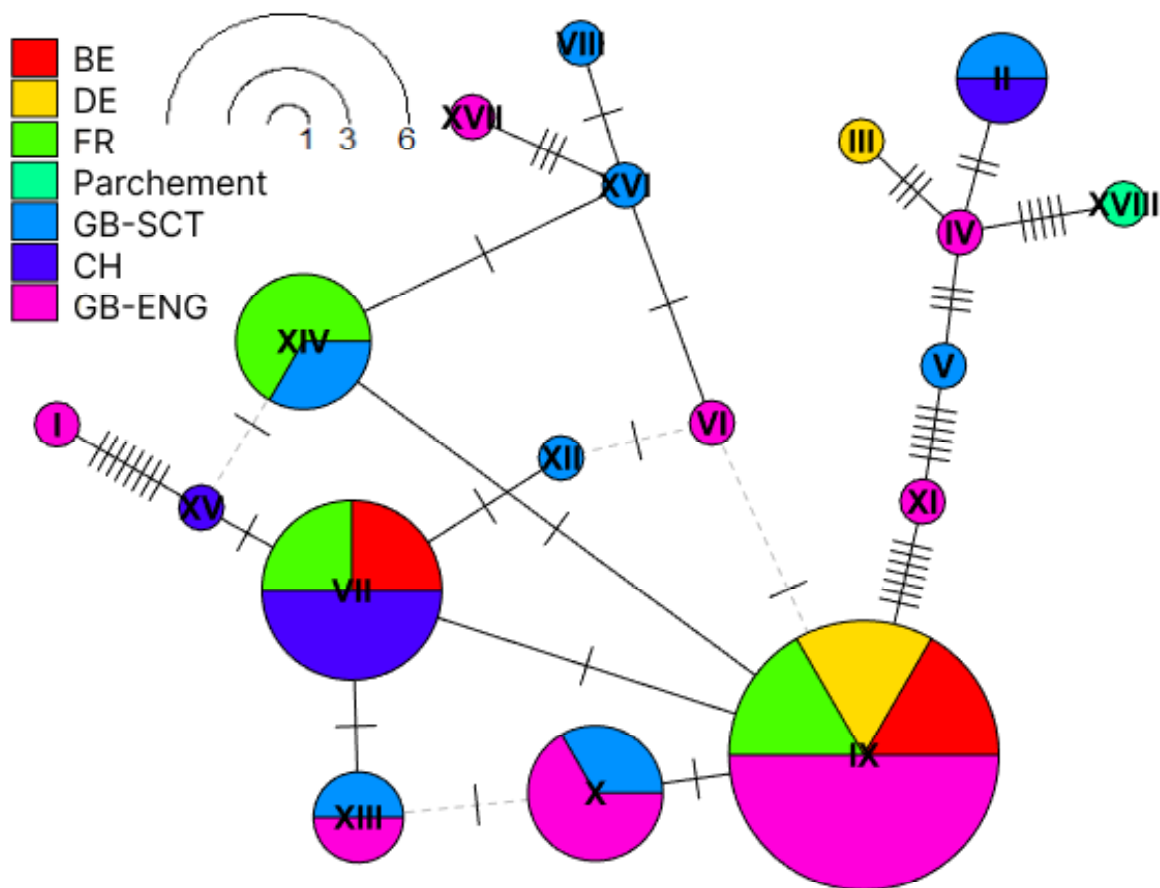 BE
DE
FR
Parchement
GB-SCT
CH
GB-ENG
1 3 6
VIII
XVII
II
III
XVI
XVIII
IV
XIV
V
I
VI
XII
XV
XI
VII
IX
X
XIII